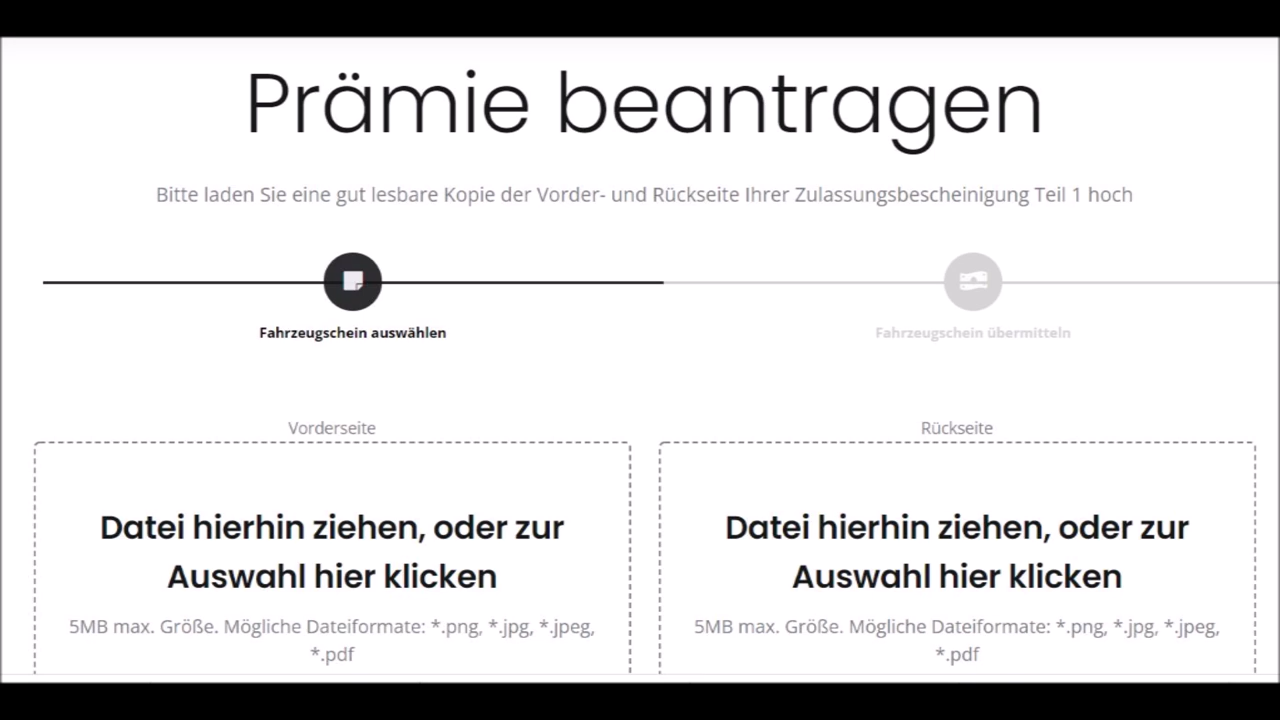 Prämie beantragen
Bitte laden Sie eine gut lesbare Kopie der Vorder- und Rückseite Ihrer Zulassungsbescheinigung Teil 1 hoch
Fahrzeugschein auswählen
Fahrzeugschein übermitteln
Vorderseite
Datei hierhin ziehen, oder zur
Auswahl hier klicken
5MB max. Größe. Mögliche Dateiformate: *.png, *.jpg, *.jpeg,
*.pdf
Rückseite
Datei hierhin ziehen, oder zur
Auswahl hier klicken
5MB max. Größe. Mögliche Dateiformate: *.png, *.jpg, *.jpeg,
*.pdf